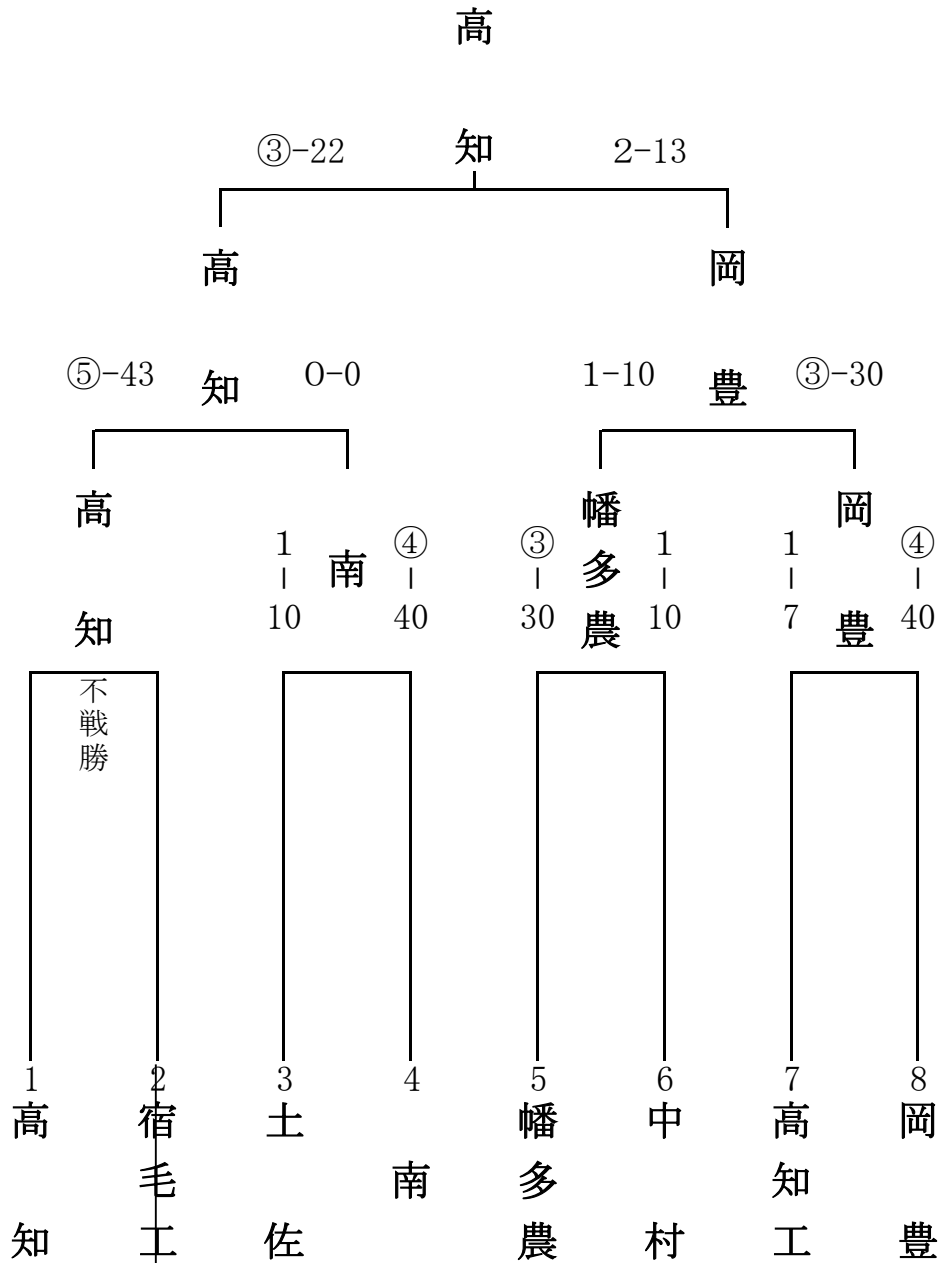 高知
③-22
2-13
高知
岡豊
⑤-43
0-0
1-10
③-30
高知
南
幡多農
岡豊
1-10
④-40
③-30
1-10
1-7
④-40
不戦勝
1
2
3
4
5
6
7
8
高知
宿毛工
土佐
南
幡多農
中村
高知工
岡豊